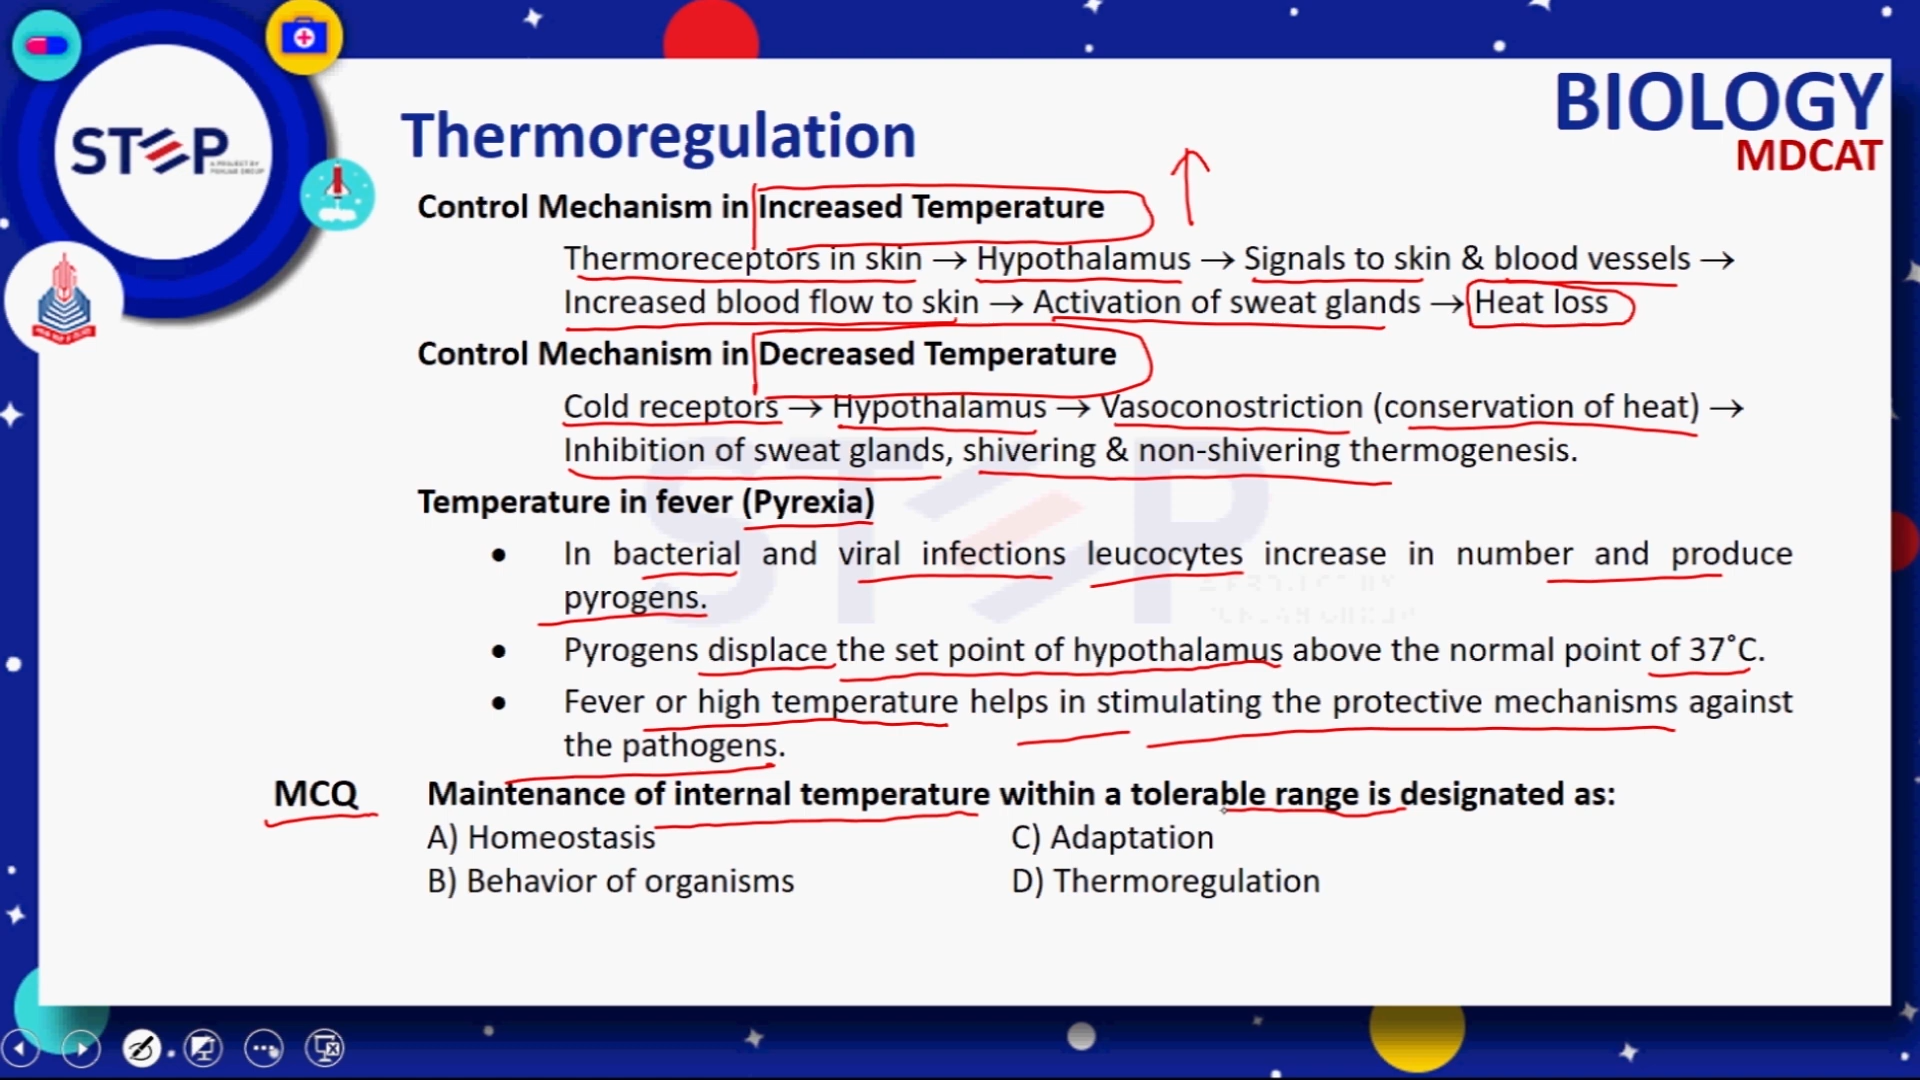 STEP
A PROJECT BY
PUNJAB GROUP
BIOLOGY
MDCAT
Thermoregulation
Control Mechanism in Increased Temperature
Thermoreceptors in skin → Hypothalamus → Signals to skin & blood vessels →
Increased blood flow to skin → Activation of sweat glands → Heat loss
Control Mechanism in Decreased Temperature
Cold receptors → Hypothalamus → Vasoconostriction (conservation of heat) →
Inhibition of sweat glands, shivering & non-shivering thermogenesis.
Temperature in fever (Pyrexia)
• In bacterial and viral infections leucocytes increase in number and produce
pyrogens.
• Pyrogens displace the set point of hypothalamus above the normal point of 37˚C.
• Fever or high temperature helps in stimulating the protective mechanisms against
the pathogens.
MCQ Maintenance of internal temperature within a tolerable range is designated as:
A) Homeostasis C) Adaptation
B) Behavior of organisms D) Thermoregulation